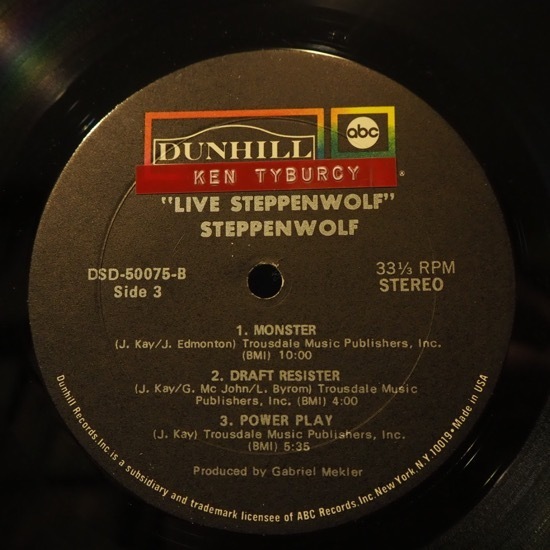 DUNHILL abc
KEN TYBURCY ®
"LIVE STEPPENWOLF"
STEPPENWOLF
DSD-50075-B
Side 3
33⅓ RPM
STEREO
1. MONSTER
(J. Kay/J. Edmonton) Trousdale Music Publishers, Inc.
(BMI) 10:00
2. DRAFT RESISTER
(J. Kay/G. Mc John/L. Byrom) Trousdale Music
Publishers, Inc. (BMI) 4:00
3. POWER PLAY
(J. Kay) Trousdale Music Publishers, Inc.
(BMI) 5:35
Produced by Gabriel Mekler
Dunhill Records, Inc. is a subsidiary and trademark licensee of ABC Records, Inc. New York, N.Y. 10019 • Made in USA